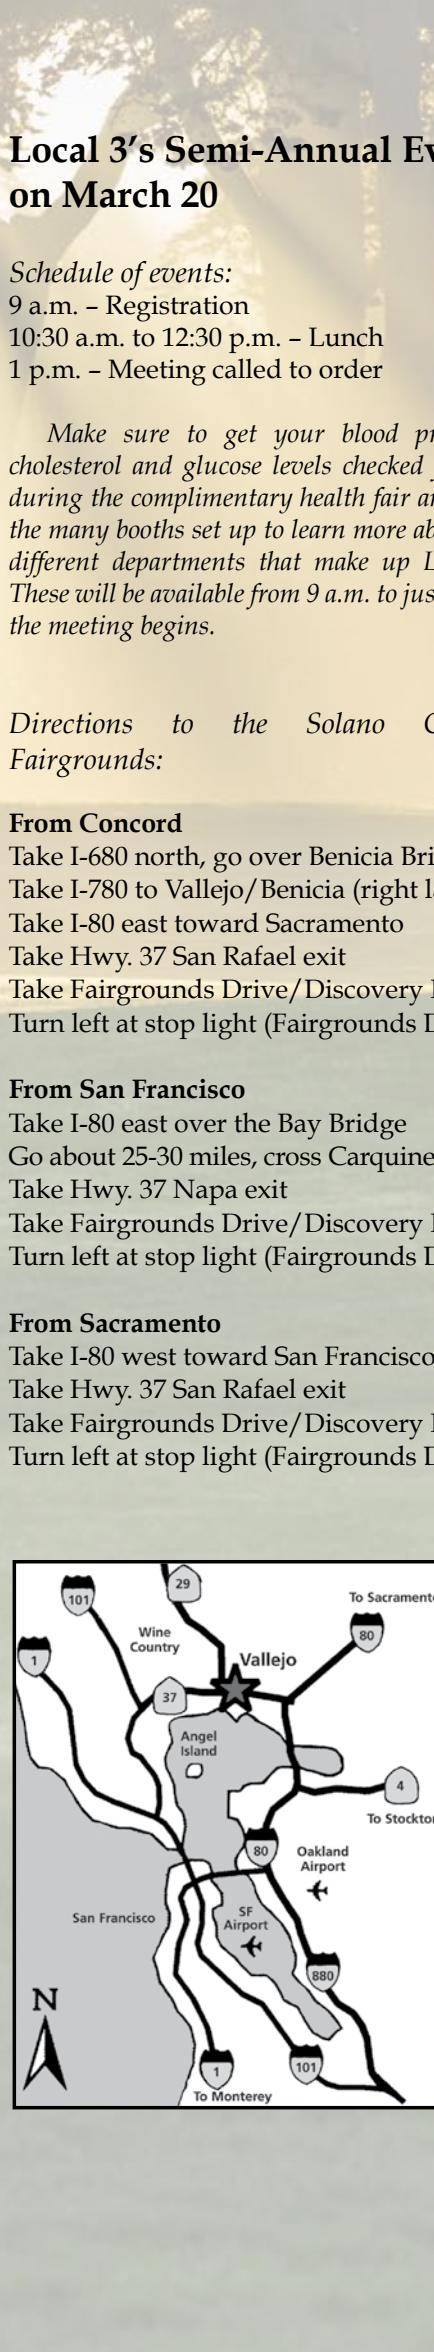 Local 3’s Semi-Annual
on March 20
Schedule of events:
9 a.m. – Registration
10:30 a.m. to 12:30 p.m. – Lunch
1 p.m. – Meeting called to order
Make sure to get your blood
cholesterol and glucose levels checked
during the complimentary health fair
the many booths set up to learn more
different departments that make up
These will be available from 9 a.m. to
the meeting begins.
Directions to the Solano
Fairgrounds:
From Concord
Take I-680 north, go over Benicia
Take I-780 to Vallejo/Benicia (right
Take I-80 east toward Sacramento
Take Hwy. 37 San Rafael exit
Take Fairgrounds Drive/Discovery
Turn left at stop light (Fairgrounds
From San Francisco
Take I-80 east over the Bay Bridge
Go about 25-30 miles, cross
Take Hwy. 37 Napa exit
Take Fairgrounds Drive/Discovery
Turn left at stop light (Fairgrounds
From Sacramento
Take I-80 west toward San Francisco
Take Hwy. 37 San Rafael exit
Take Fairgrounds Drive/Discovery
Turn left at stop light (Fairgrounds
29
101
To Sacramento
80
Wine
Country
1
Vallejo
37
Angel
Island
4
To Stockton
80
Oakland
Airport
San Francisco
SF
Airport
880
N
1
101
To Monterey